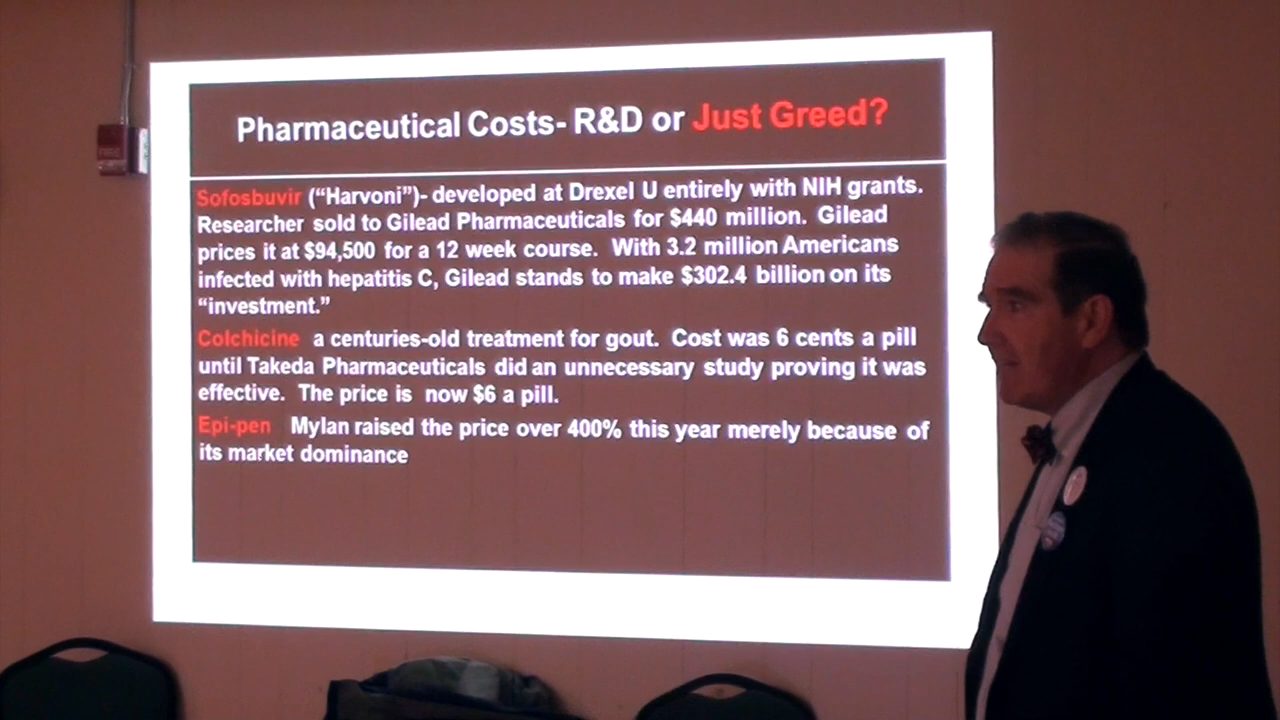 Pharmaceutical Costs- R&D or Just Greed?
Sofosbuvir (“Harvoni”)- developed at Drexel U entirely with NIH grants.
Researcher sold to Gilead Pharmaceuticals for $440 million. Gilead
prices it at $94,500 for a 12 week course. With 3.2 million Americans
infected with hepatitis C, Gilead stands to make $302.4 billion on its
“investment.”
Colchicine a centuries-old treatment for gout. Cost was 6 cents a pill
until Takeda Pharmaceuticals did an unnecessary study proving it was
effective. The price is now $6 a pill.
Epi-pen Mylan raised the price over 400% this year merely because of
its market dominance
FIRE